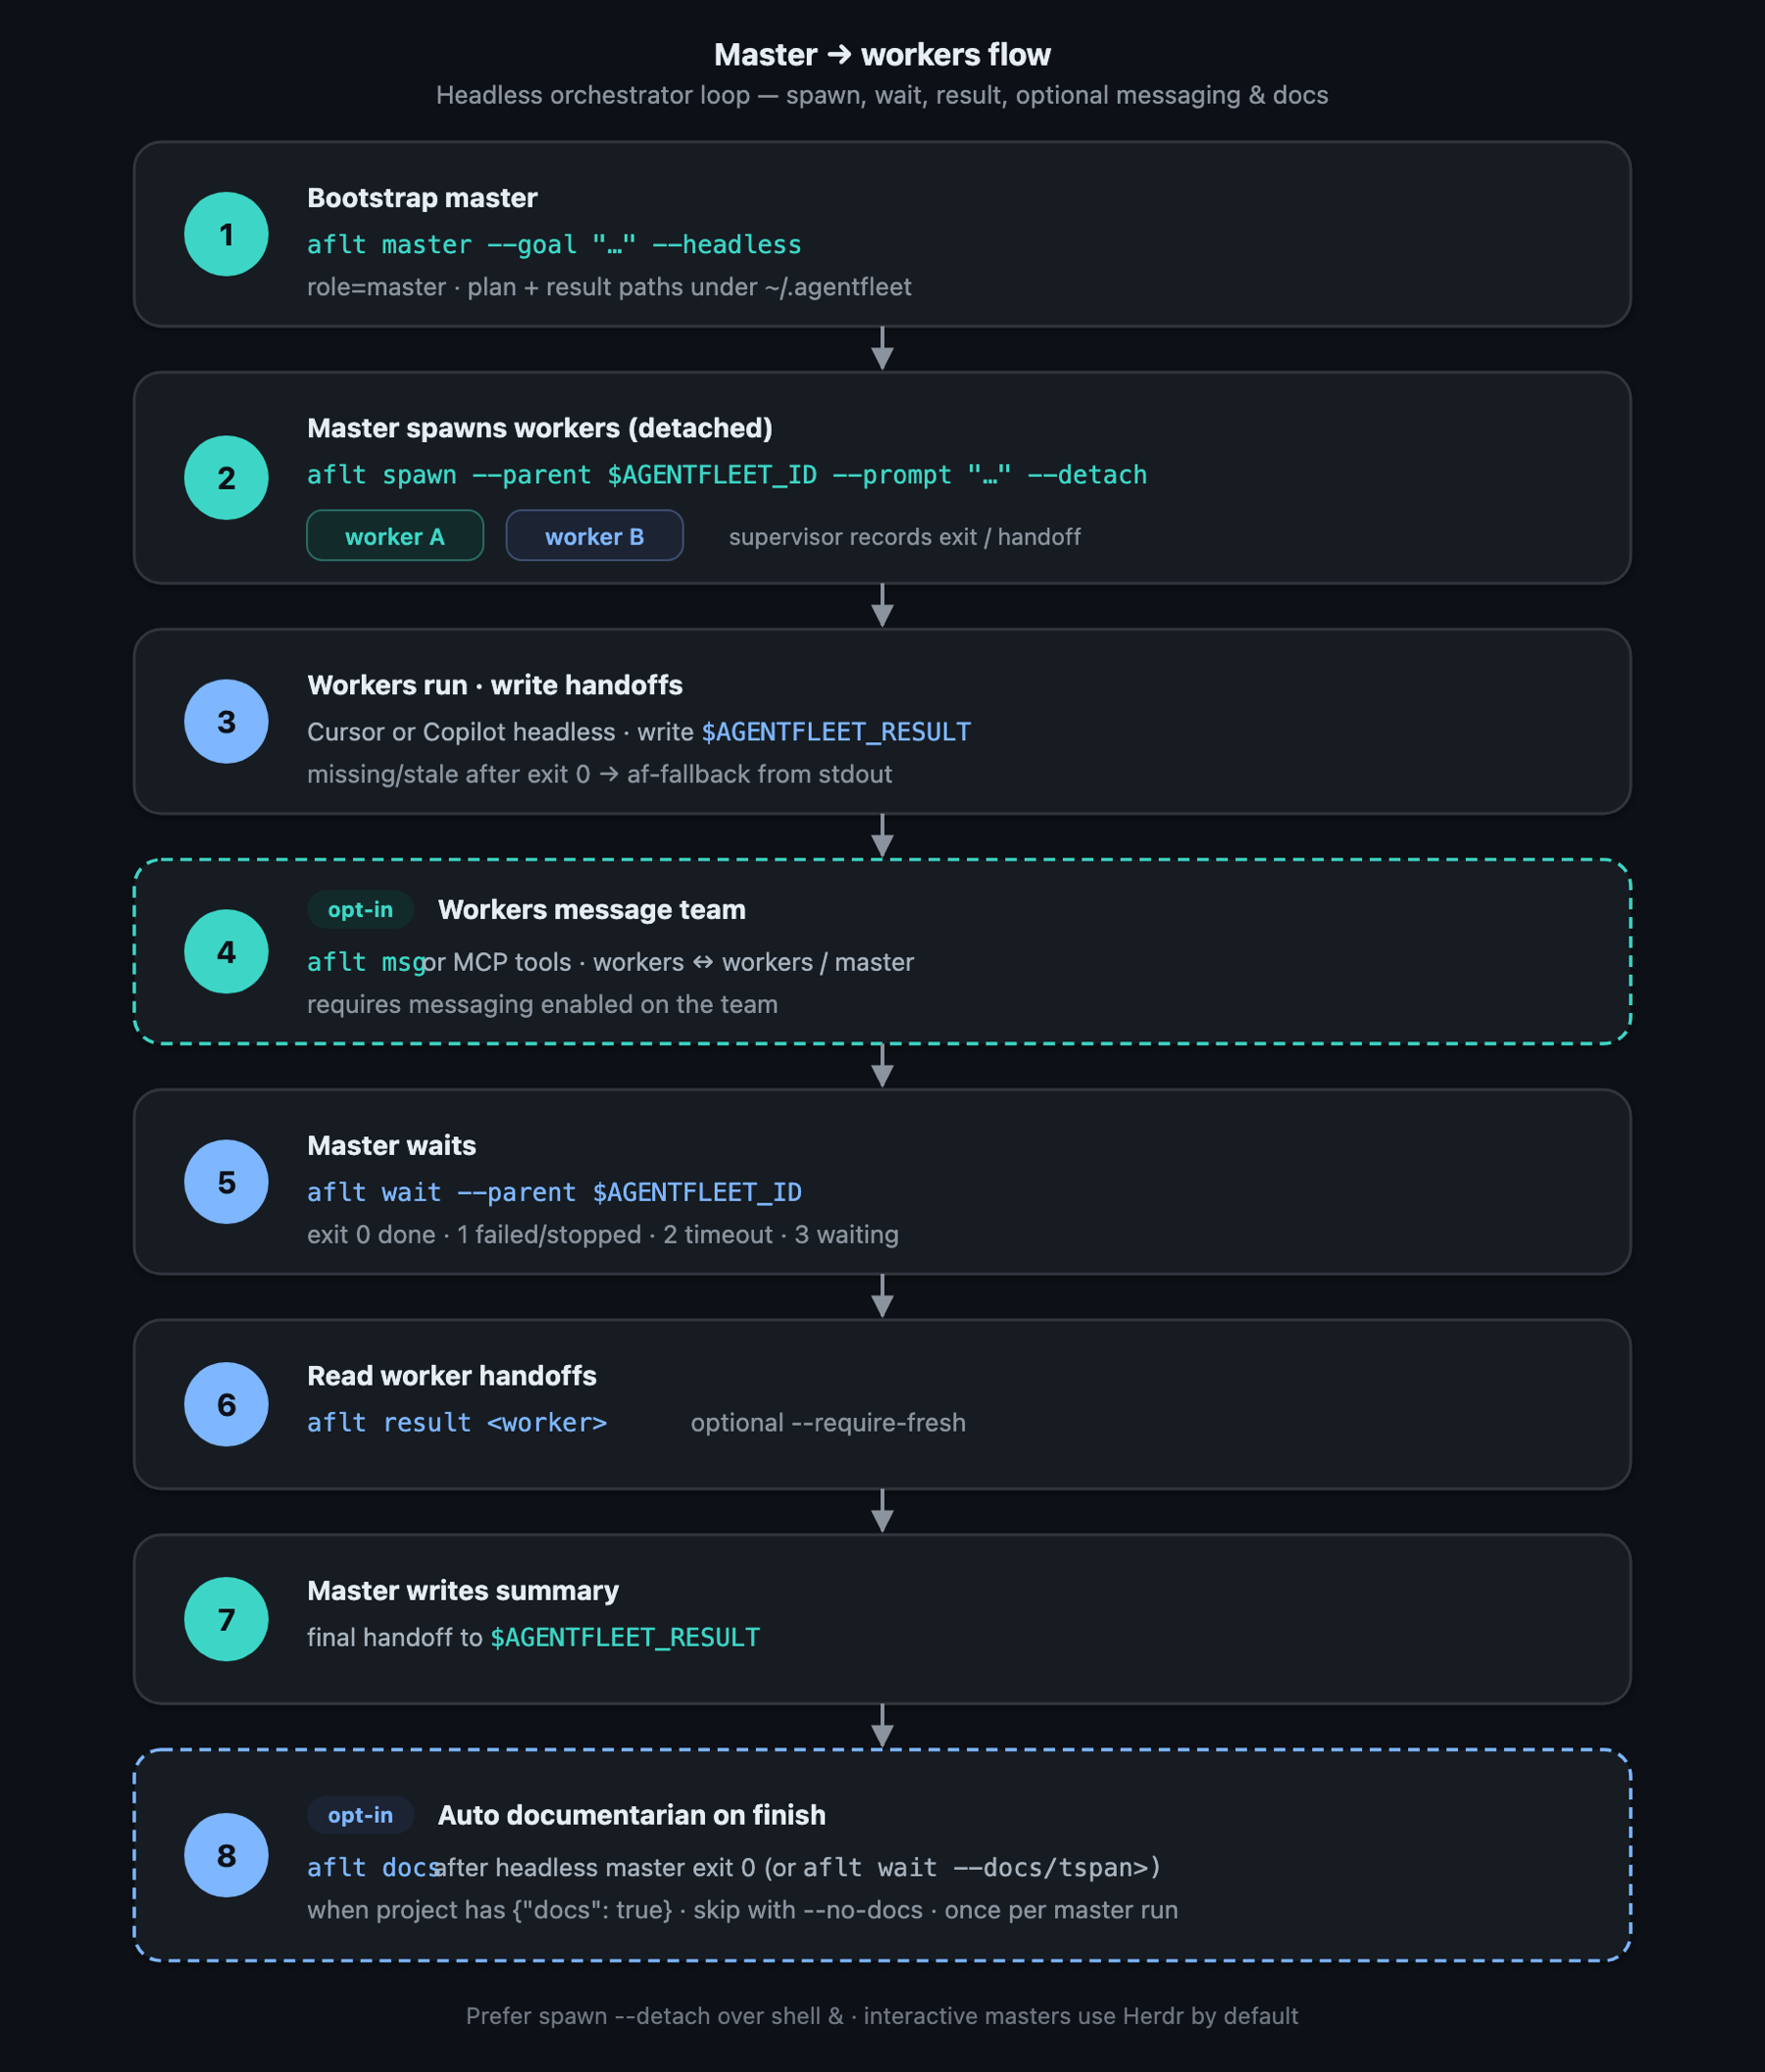 Master → workers flow
Headless orchestrator loop — spawn, wait, result, optional messaging & docs
1
Bootstrap master
aflt master --goal "…" --headless
role=master · plan + result paths under ~/.agentfleet
2
Master spawns workers (detached)
aflt spawn --parent $AGENTFLEET_ID --prompt "…" --detach
worker A worker B supervisor records exit / handoff
3
Workers run · write handoffs
Cursor or Copilot headless · write $AGENTFLEET_RESULT
missing/stale after exit 0 → af-fallback from stdout
4
opt-in Workers message team
aflt msg or MCP tools · workers ↔ workers / master
requires messaging enabled on the team
5
Master waits
aflt wait --parent $AGENTFLEET_ID
exit 0 done · 1 failed/stopped · 2 timeout · 3 waiting
6
Read worker handoffs
aflt result <worker> optional --require-fresh
7
Master writes summary
final handoff to $AGENTFLEET_RESULT
8
opt-in Auto documentarian on finish
aflt docs after headless master exit 0 (or aflt wait --docs/tspan>)
when project has {"docs": true} · skip with --no-docs · once per master run
Prefer spawn --detach over shell & · interactive masters use Herdr by default